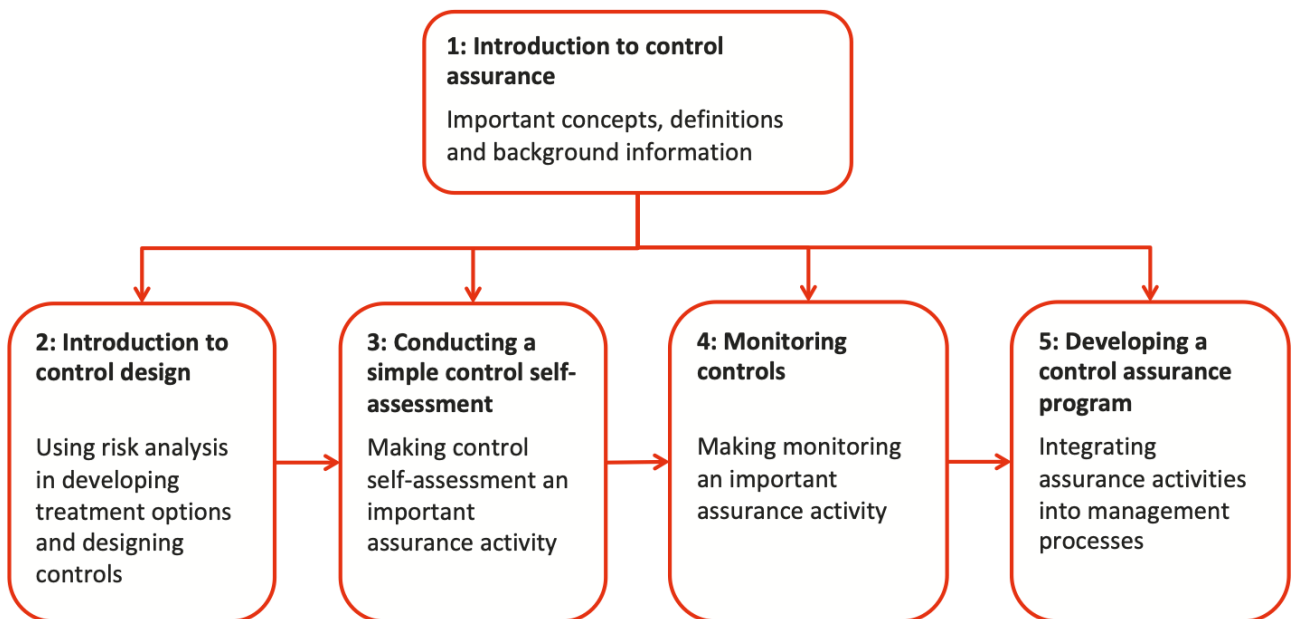 1: Introduction to control
assurance
Important concepts, definitions
and background information
2: Introduction to
control design
Using risk analysis
in developing
treatment options
and designing
controls
3: Conducting a
simple control self-
assessment
Making control
self-assessment an
important
assurance activity
4: Monitoring
controls
Making monitoring
an important
assurance activity
5: Developing a
control assurance
program
Integrating
assurance activities
into management
processes